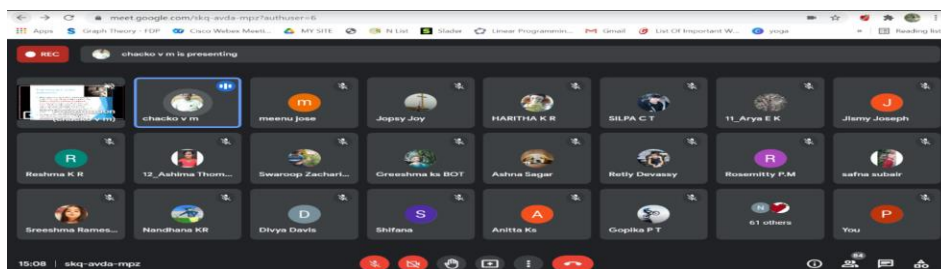 meet.google.com/skq-avda-mpz?authuser=6
Apps Graph Theory - FDP Cisco Webex Meeti... MY SITE N List Sladse Linear Programmin... Gmail List Of Important W... yoga » Reading list
REC chacko v m is presenting
(chacko v m) chacko v m meenu jose Jopsy Joy HARITHA K R SILPA C T 11_Arya E K Jismy Joseph
Reshma K R 12_Ashima Thom... Swaroop Zachari... Greeshma ks BOT Ashna Sagar Retly Devassy Rosemitty P.M safna subair
Sreeshma Rames... Nandhana KR Divya Davis Shifana Anitta Ks Gopika P T 61 others You
15:08 | skq-avda-mpz 84